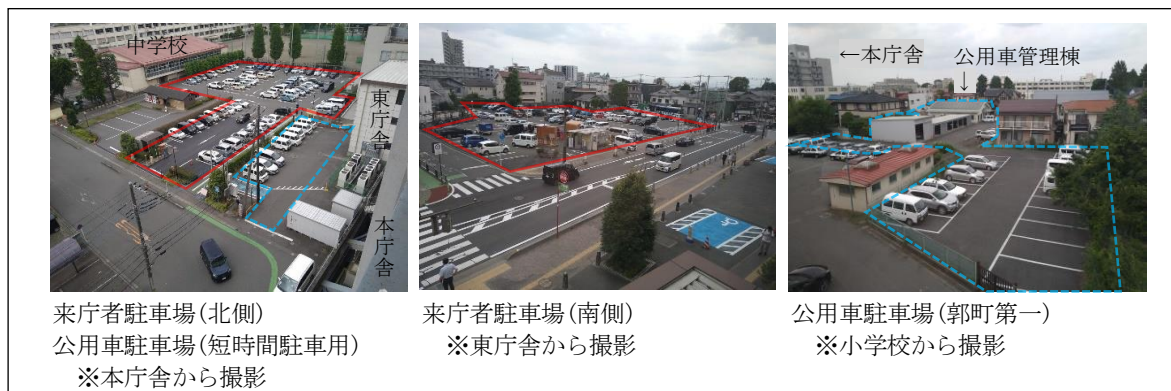 中学校
東庁舎
本庁舎
←本庁舎
公用車管理棟
↓
来庁者駐車場(北側)
公用車駐車場(短時間駐車用)
※本庁舎から撮影
来庁者駐車場(南側)
※東庁舎から撮影
公用車駐車場(郭町第一)
※小学校から撮影